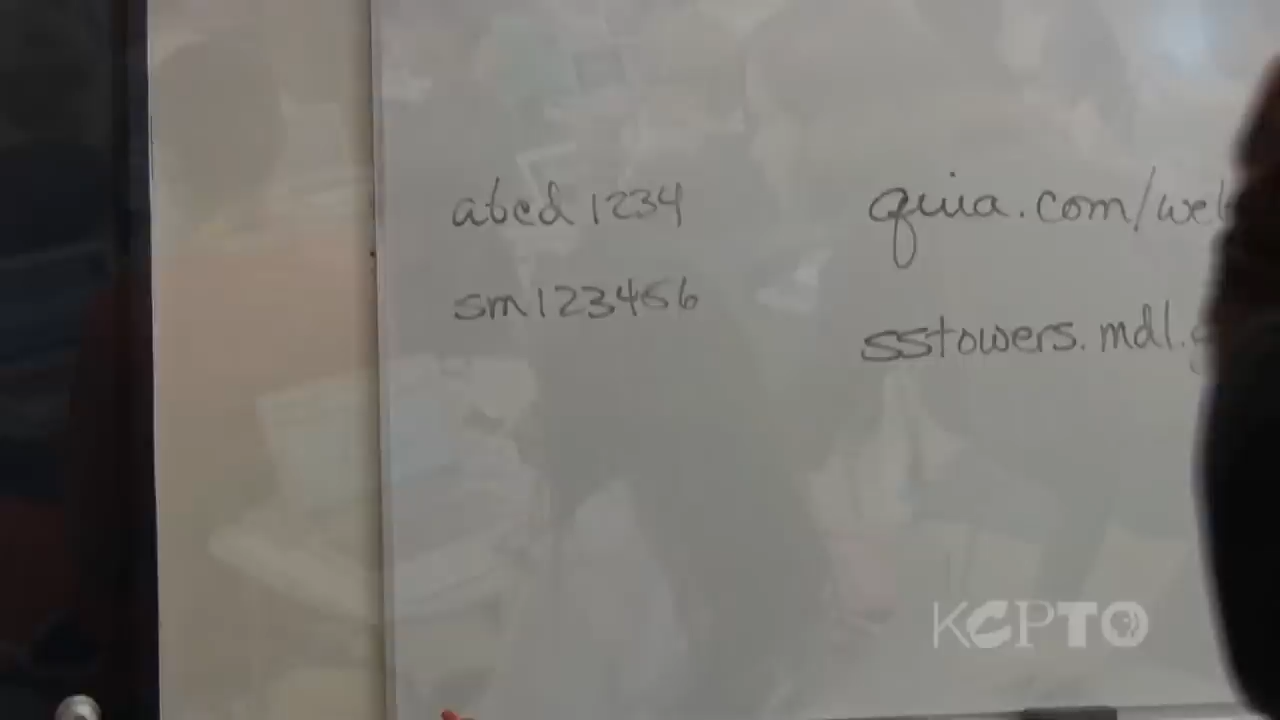 abcd1234
sm123456
quia.com/we
sstowers.mdl.
KCPT